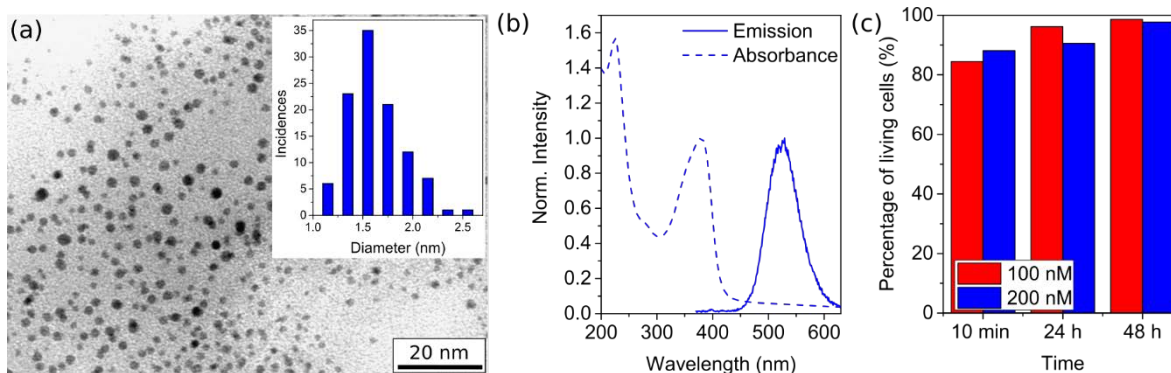 (a)
35
30
25
20
15
10
5
0
Incidences
1.0
1.5
2.0
2.5
Diameter (nm)
20 nm
(b)
Emission
Absorbance
1.6
1.4
1.2
1.0
0.8
0.6
0.4
0.2
0.0
Norm. Intensity
200
300
400
500
600
Wavelength (nm)
(c)
100
80
60
40
20
0
Percentage of living cells (%)
100 nM
200 nM
10 min
24 h
48 h
Time